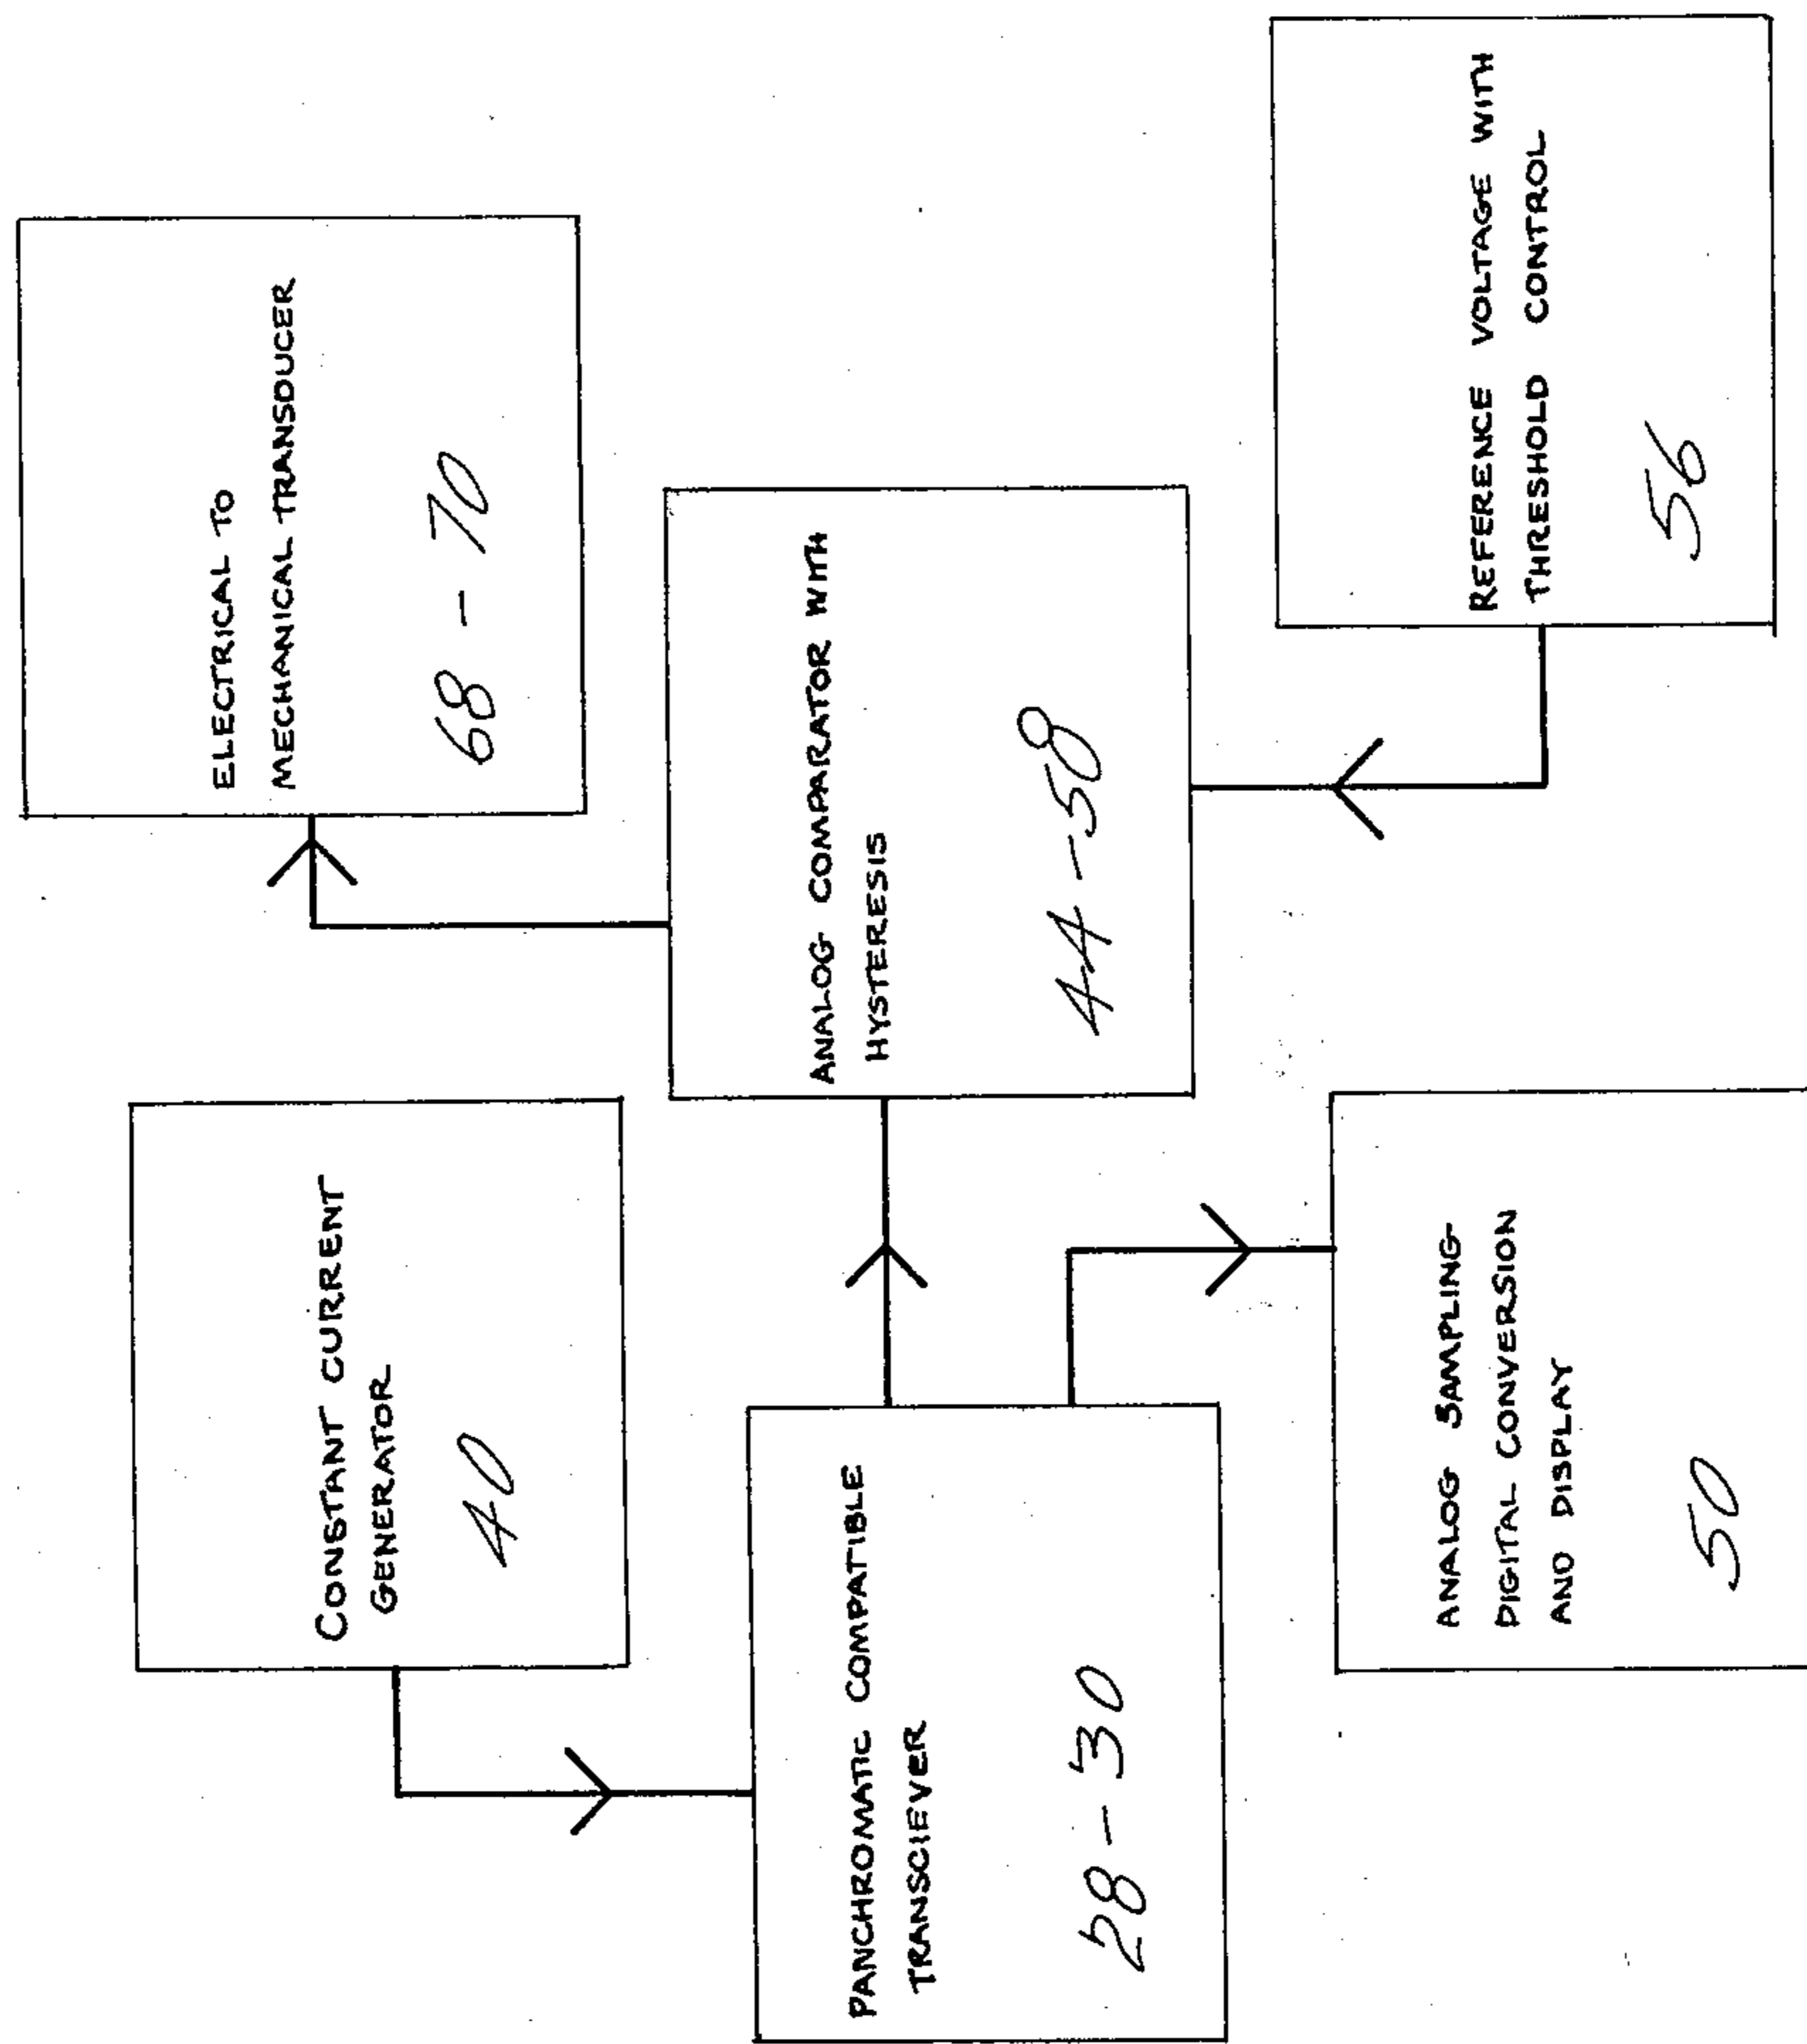 CONSTANT CURRENT
GENERATOR
40
ELECTRICAL TO
MECHANICAL TRANSDUCER
68-70
PANCHROMATIC COMPATIBLE
TRANSCIEVER
28-30
ANALOG COMPARATOR WITH
HYSTERESIS
44-58
ANALOG SAMPLING
DIGITAL CONVERSION
AND DISPLAY
50
REFERENCE VOLTAGE WITH
THRESHOLD CONTROL
56